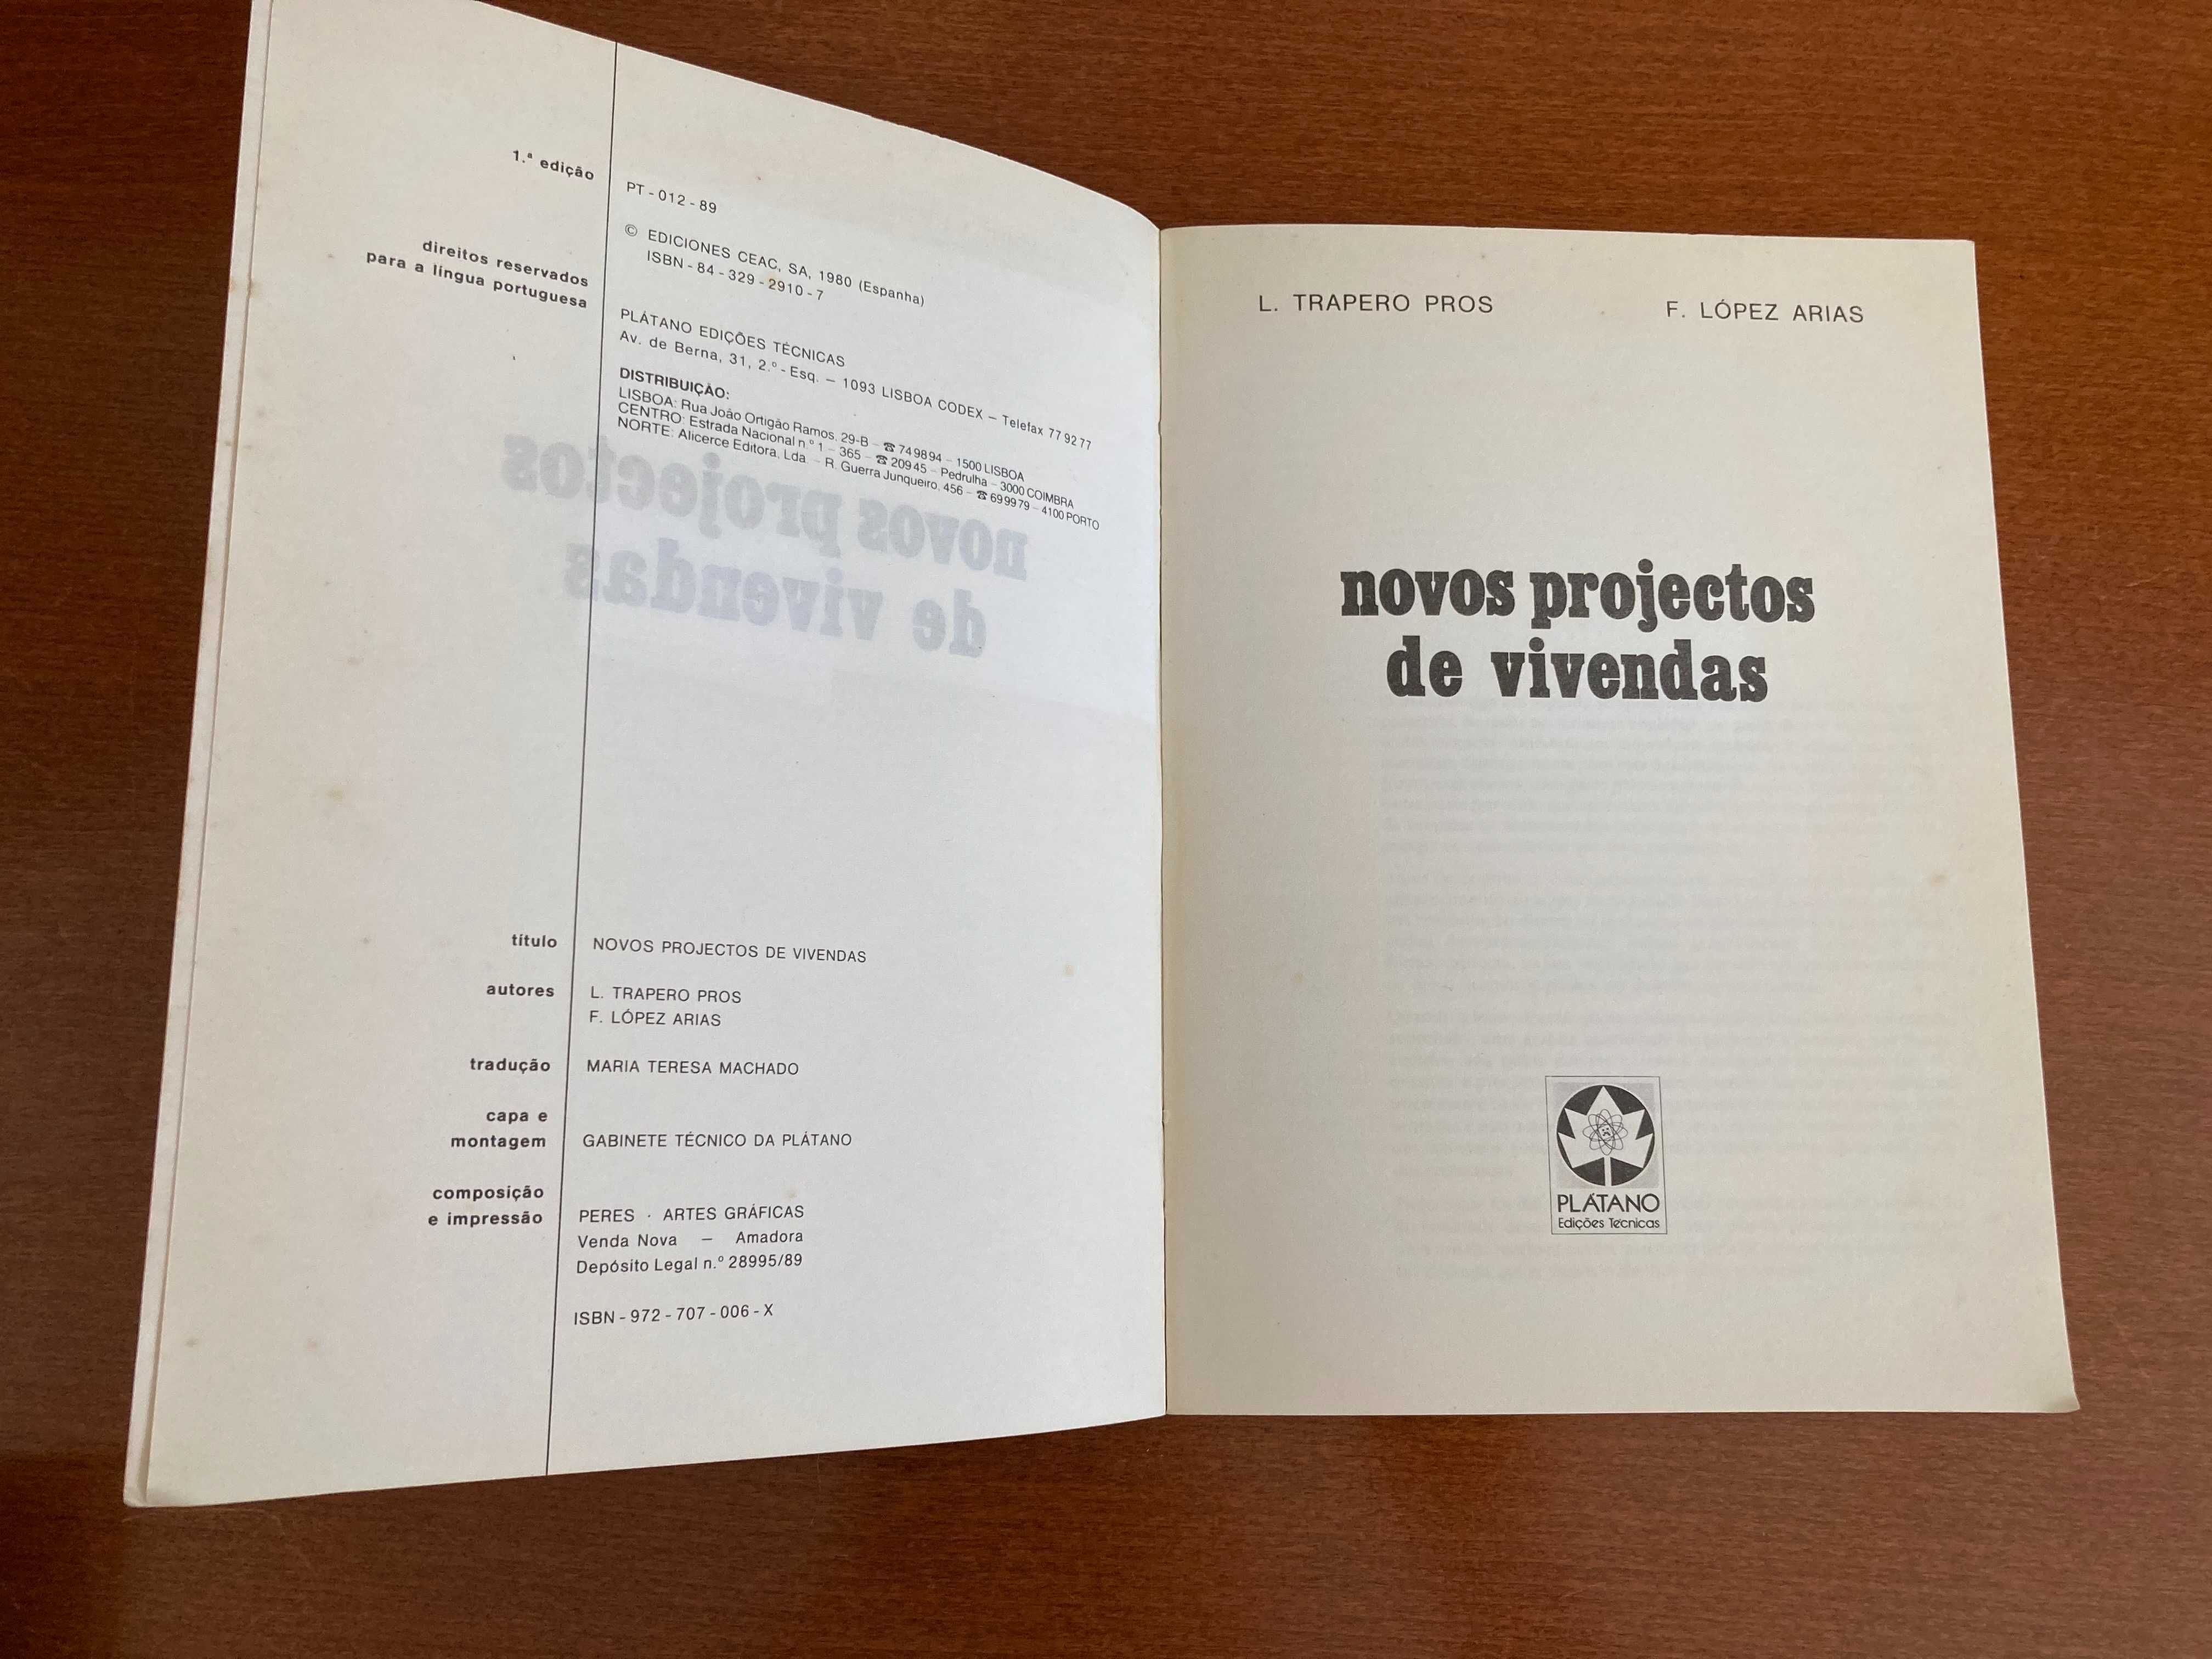 1.ª edição
PT - 012 - 89
direitos reservados
para a língua portuguesa
© EDICIONES CEAC, SA, 1980 (Espanha)
ISBN - 84 - 329 - 2910 - 7
PLÁTANO EDIÇÕES TÉCNICAS
Av. de Berna, 31, 2.º - Esq. — 1093 LISBOA CODEX — Telefax 77 92 77
DISTRIBUIÇÃO:
LISBOA: Rua João Ortigão Ramos, 29-B – ☎ 74 98 94 – 1500 LISBOA
CENTRO: Estrada Nacional n.º 1 – 365 – ☎ 209 45 – Pedrulha – 3000 COIMBRA
NORTE: Alicerce Editora, Lda. – R. Guerra Junqueiro, 456 – ☎ 69 99 79 – 4100 PORTO
título NOVOS PROJECTOS DE VIVENDAS
autores L. TRAPERO PROS
F. LÓPEZ ARIAS
tradução MARIA TERESA MACHADO
capa e
montagem GABINETE TÉCNICO DA PLÁTANO
composição
e impressão PERES · ARTES GRÁFICAS
Venda Nova — Amadora
Depósito Legal n.º 28995/89
ISBN - 972 - 707 - 006 - X
L. TRAPERO PROS F. LÓPEZ ARIAS
novos projectos
de vivendas
PLÁTANO
Edições Técnicas